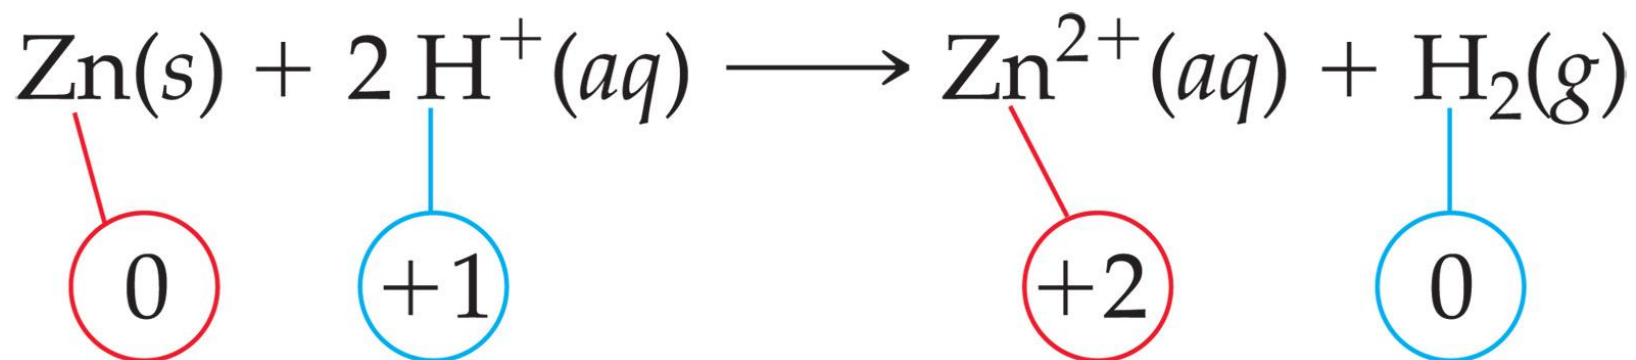 Zn(s) + 2 H⁺(aq) ⟶ Zn²⁺(aq) + H₂(g)
0 +1 +2 0